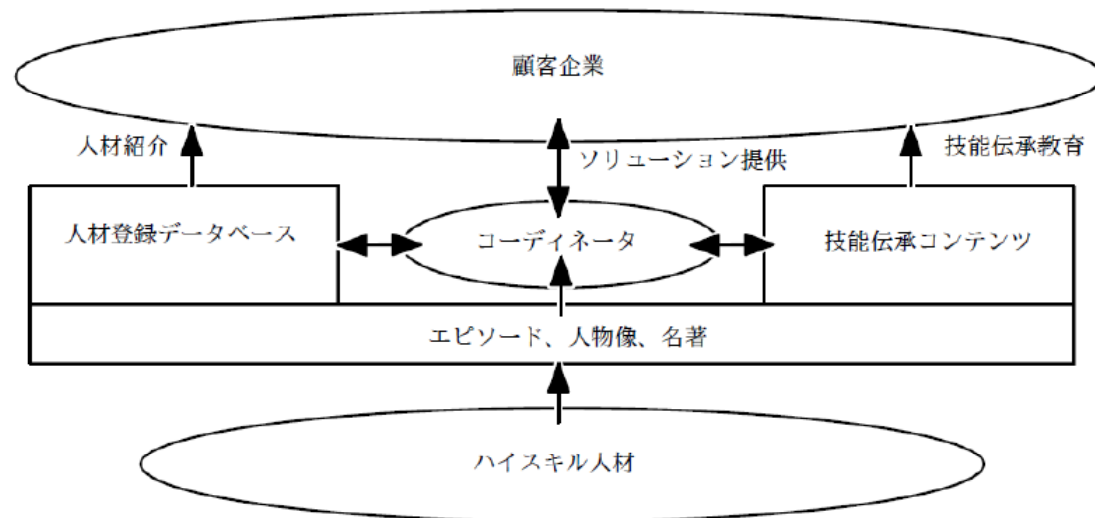 顧客企業
人材紹介
ソリューション提供
技能伝承教育
人材登録データベース
コーディネータ
技能伝承コンテンツ
エピソード、人物像、名著
ハイスキル人材